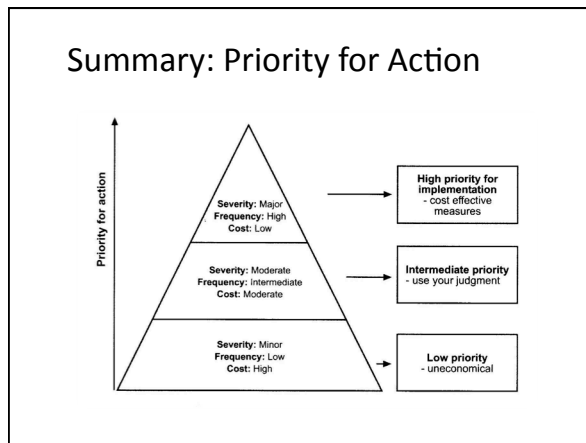 Summary: Priority for Action
Priority for action
Severity: Major
Frequency: High
Cost: Low
High priority for
implementation
- cost effective
measures
Severity: Moderate
Frequency: Intermediate
Cost: Moderate
Intermediate priority
- use your judgment
Severity: Minor
Frequency: Low
Cost: High
Low priority
- uneconomical